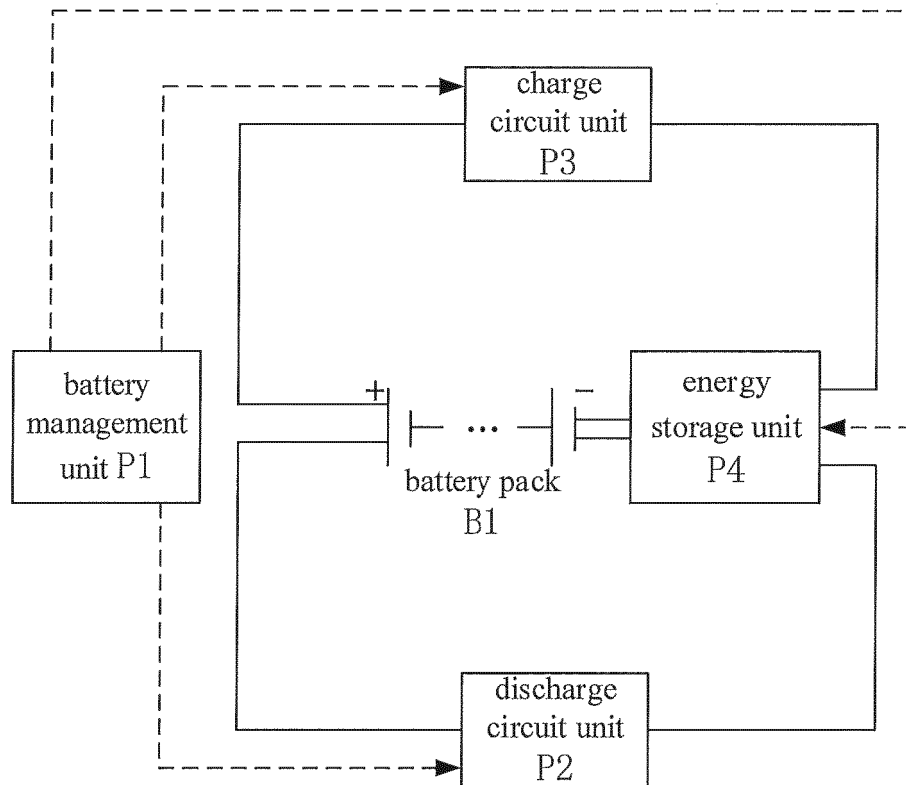 charge
circuit unit
P3
battery
management
unit P1
+
-
...
battery pack
B1
energy
storage unit
P4
discharge
circuit unit
P2